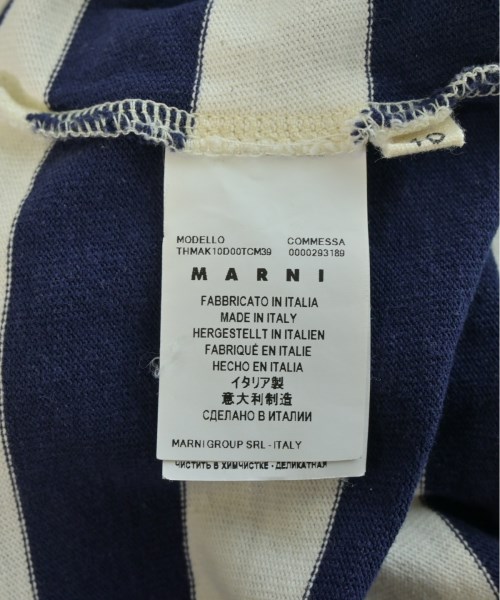 MODELLO COMMESSA
THMAK10D00TCM39 0000293189
MARNI
FABBRICATO IN ITALIA
MADE IN ITALY
HERGESTELLT IN ITALIEN
FABRIQUÉ EN ITALIE
HECHO EN ITALIA
イタリア製
意大利制造
СДЕЛАНО В ИТАЛИИ
MARNI GROUP SRL - ITALY
ЧИСТИТЬ В ХИМЧИСТКЕ - ДЕЛИКАТНАЯ